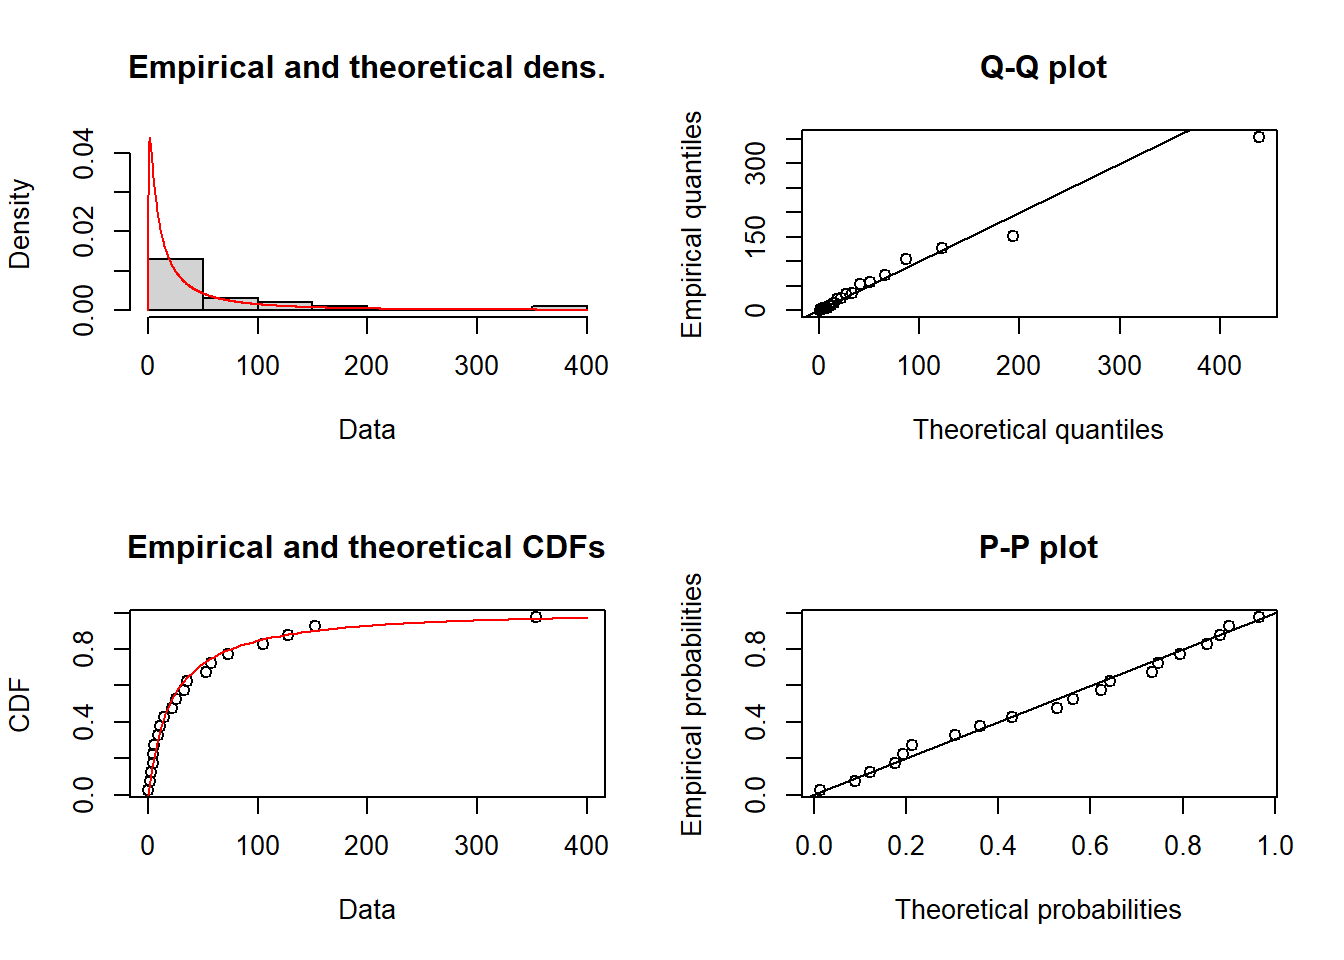 Empirical and theoretical dens.
Density
0.00 0.02 0.04
0 100 200 300 400
Data
Q-Q plot
Empirical quantiles
0 150 300
0 100 200 300 400
Theoretical quantiles
Empirical and theoretical CDFs
CDF
0.0 0.4 0.8
0 100 200 300 400
Data
P-P plot
Empirical probabilities
0.0 0.4 0.8
0.0 0.2 0.4 0.6 0.8 1.0
Theoretical probabilities